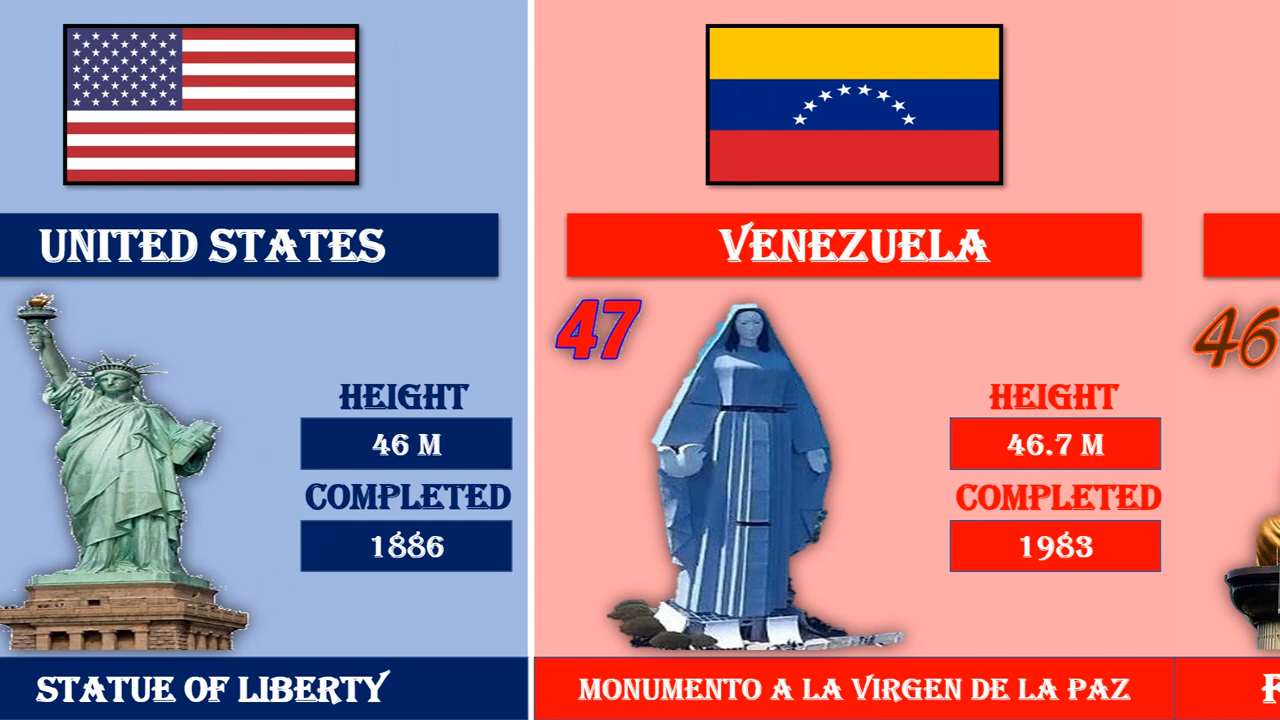 UNITED STATES
HEIGHT
46 M
COMPLETED
1886
STATUE OF LIBERTY
VENEZUELA
47
HEIGHT
46.7 M
COMPLETED
1983
MONUMENTO A LA VIRGEN DE LA PAZ
46